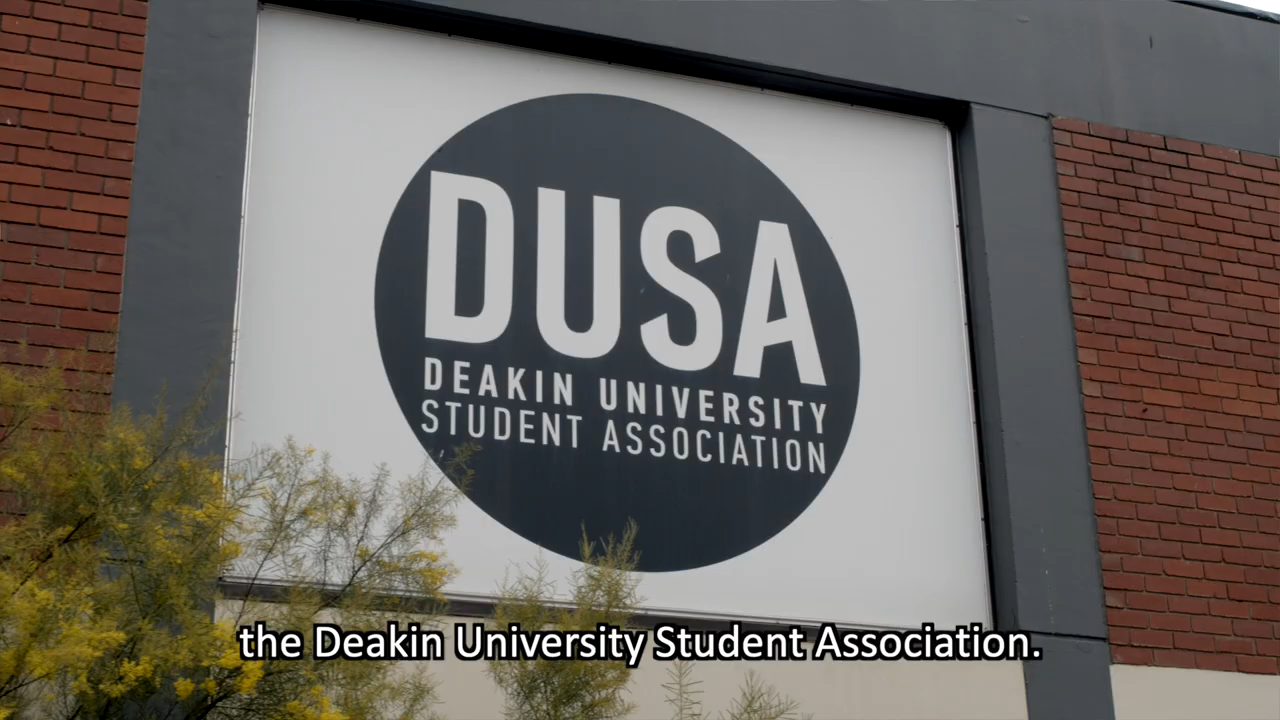 DUSA
DEAKIN UNIVERSITY
STUDENT ASSOCIATION
the Deakin University Student Association.